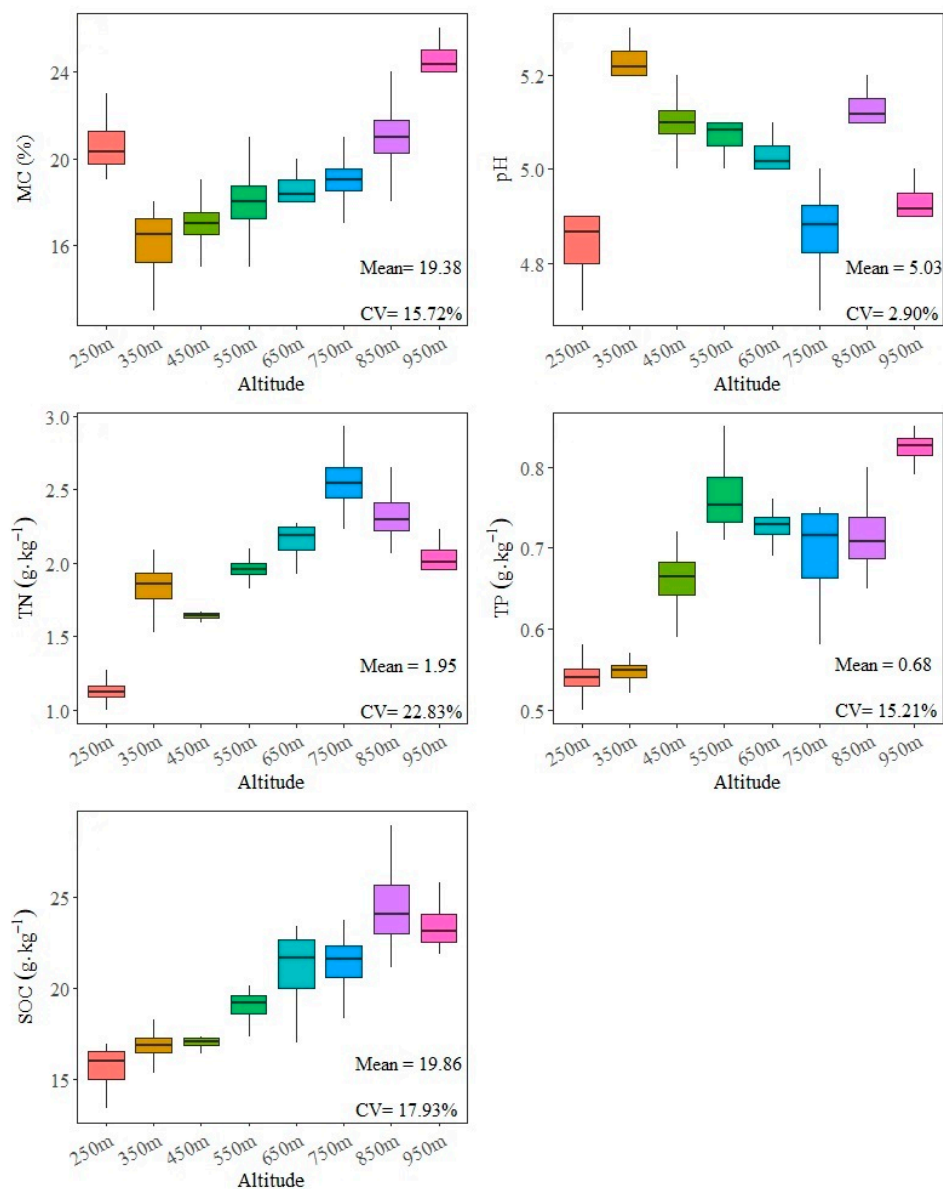 MC (%)
24
20
16
Mean= 19.38
CV= 15.72%
250m 350m 450m 550m 650m 750m 850m 950m
Altitude
pH
5.2
5.0
4.8
Mean = 5.03
CV= 2.90%
250m 350m 450m 550m 650m 750m 850m 950m
Altitude
TN (g·kg⁻¹)
3.0
2.5
2.0
1.5
1.0
Mean = 1.95
CV= 22.83%
250m 350m 450m 550m 650m 750m 850m 950m
Altitude
TP (g·kg⁻¹)
0.8
0.7
0.6
0.5
Mean = 0.68
CV= 15.21%
250m 350m 450m 550m 650m 750m 850m 950m
Altitude
SOC (g·kg⁻¹)
25
20
15
Mean = 19.86
CV= 17.93%
250m 350m 450m 550m 650m 750m 850m 950m
Altitude